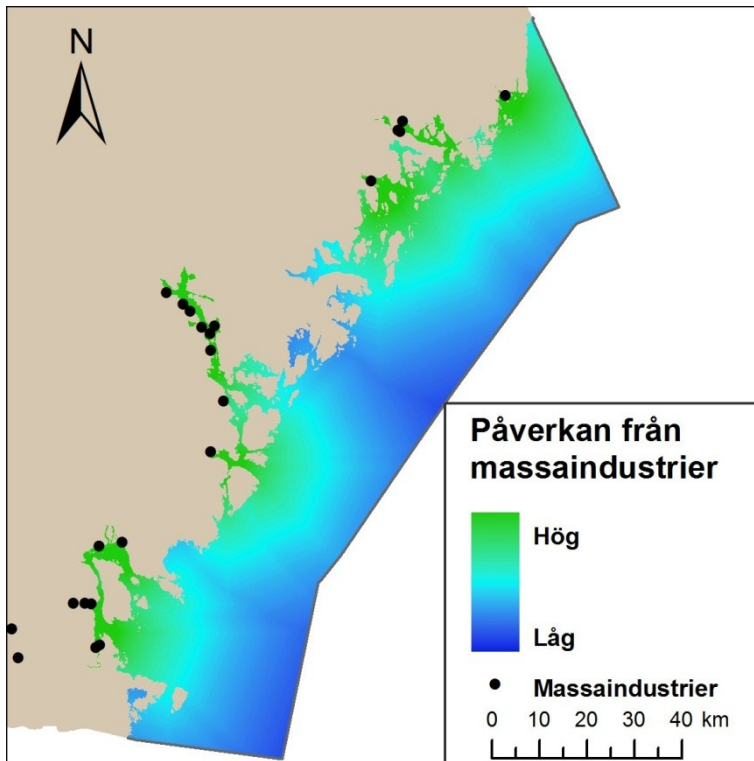 N
Påverkan från
massaindustrier
Hög
Låg
Massaindustrier
0 10 20 30 40 km